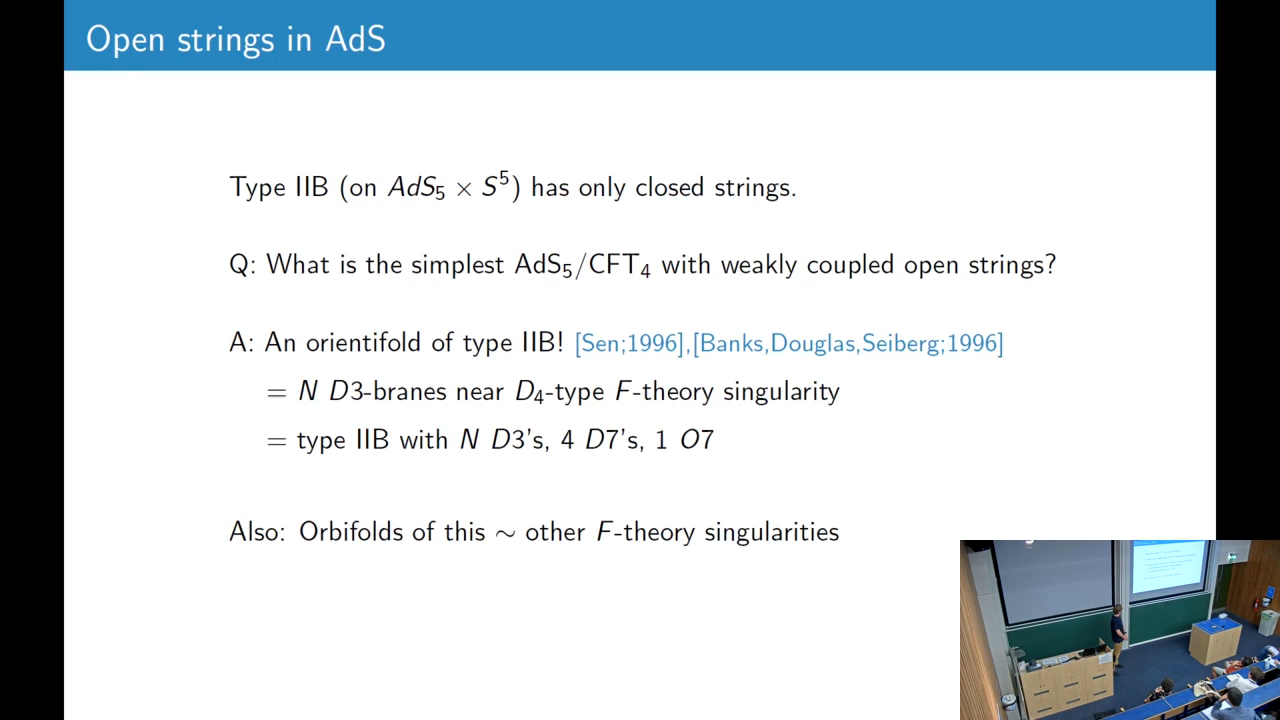 Open strings in AdS
Type IIB (on AdS₅ × S⁵) has only closed strings.
Q: What is the simplest AdS₅/CFT₄ with weakly coupled open strings?
A: An orientifold of type IIB! [Sen;1996],[Banks,Douglas,Seiberg;1996]
= N D3-branes near D₄-type F-theory singularity
= type IIB with N D3's, 4 D7's, 1 O7
Also: Orbifolds of this ∼ other F-theory singularities